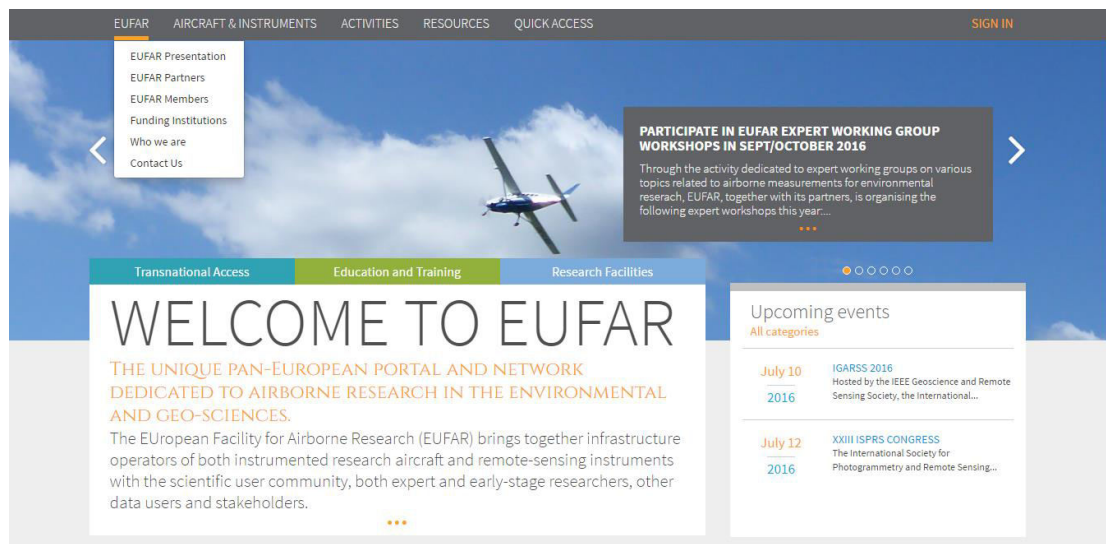 EUFAR AIRCRAFT & INSTRUMENTS ACTIVITIES RESOURCES QUICK ACCESS SIGN IN
EUFAR Presentation
EUFAR Partners
EUFAR Members
Funding Institutions
Who we are
Contact Us
PARTICIPATE IN EUFAR EXPERT WORKING GROUP
WORKSHOPS IN SEPT/OCTOBER 2016
Through the activity dedicated to expert working groups on various
topics related to airborne measurements for environmental
reserach, EUFAR, together with its partners, is organising the
following expert workshops this year:...
Transnational Access Education and Training Research Facilities
WELCOME TO EUFAR
THE UNIQUE PAN-EUROPEAN PORTAL AND NETWORK
DEDICATED TO AIRBORNE RESEARCH IN THE ENVIRONMENTAL
AND GEO-SCIENCES.
The EUropean Facility for Airborne Research (EUFAR) brings together infrastructure
operators of both instrumented research aircraft and remote-sensing instruments
with the scientific user community, both expert and early-stage researchers, other
data users and stakeholders.
Upcoming events
All categories
July 10
2016
IGARSS 2016
Hosted by the IEEE Geoscience and Remote
Sensing Society, the International...
July 12
2016
XXIII ISPRS CONGRESS
The International Society for
Photogrammetry and Remote Sensing...